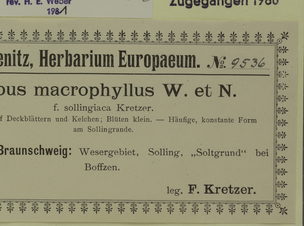 rev. H. E. Weber
1981
Zugegangen 1980
enitz, Herbarium Europaeum. № 9536
ous macrophyllus W. et N.
f. sollingiaca Kretzer.
f Deckblättern und Kelchen; Blüten klein. — Häufige, konstante Form
am Sollingrande.
Braunschweig: Wesergebiet, Solling, „Soltgrund“ bei
Boffzen.
leg. F. Kretzer.